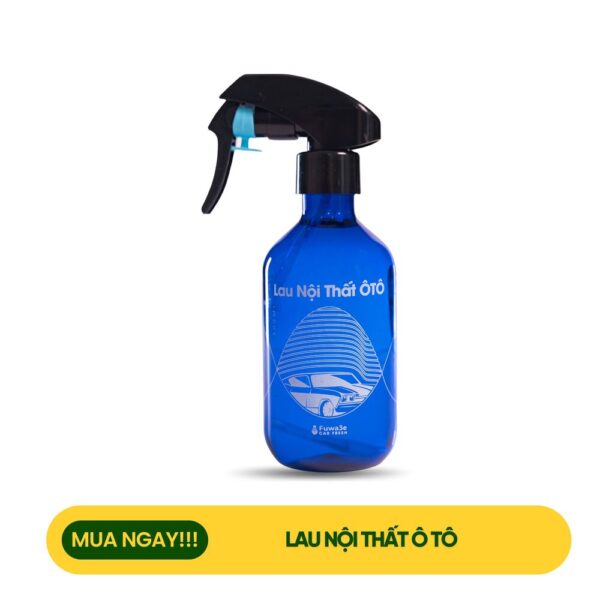 Lau Nội Thất ÔTÔ
Fuwa3e
CAR FRESH
MUA NGAY!!!
LAU NỘI THẤT Ô TÔ